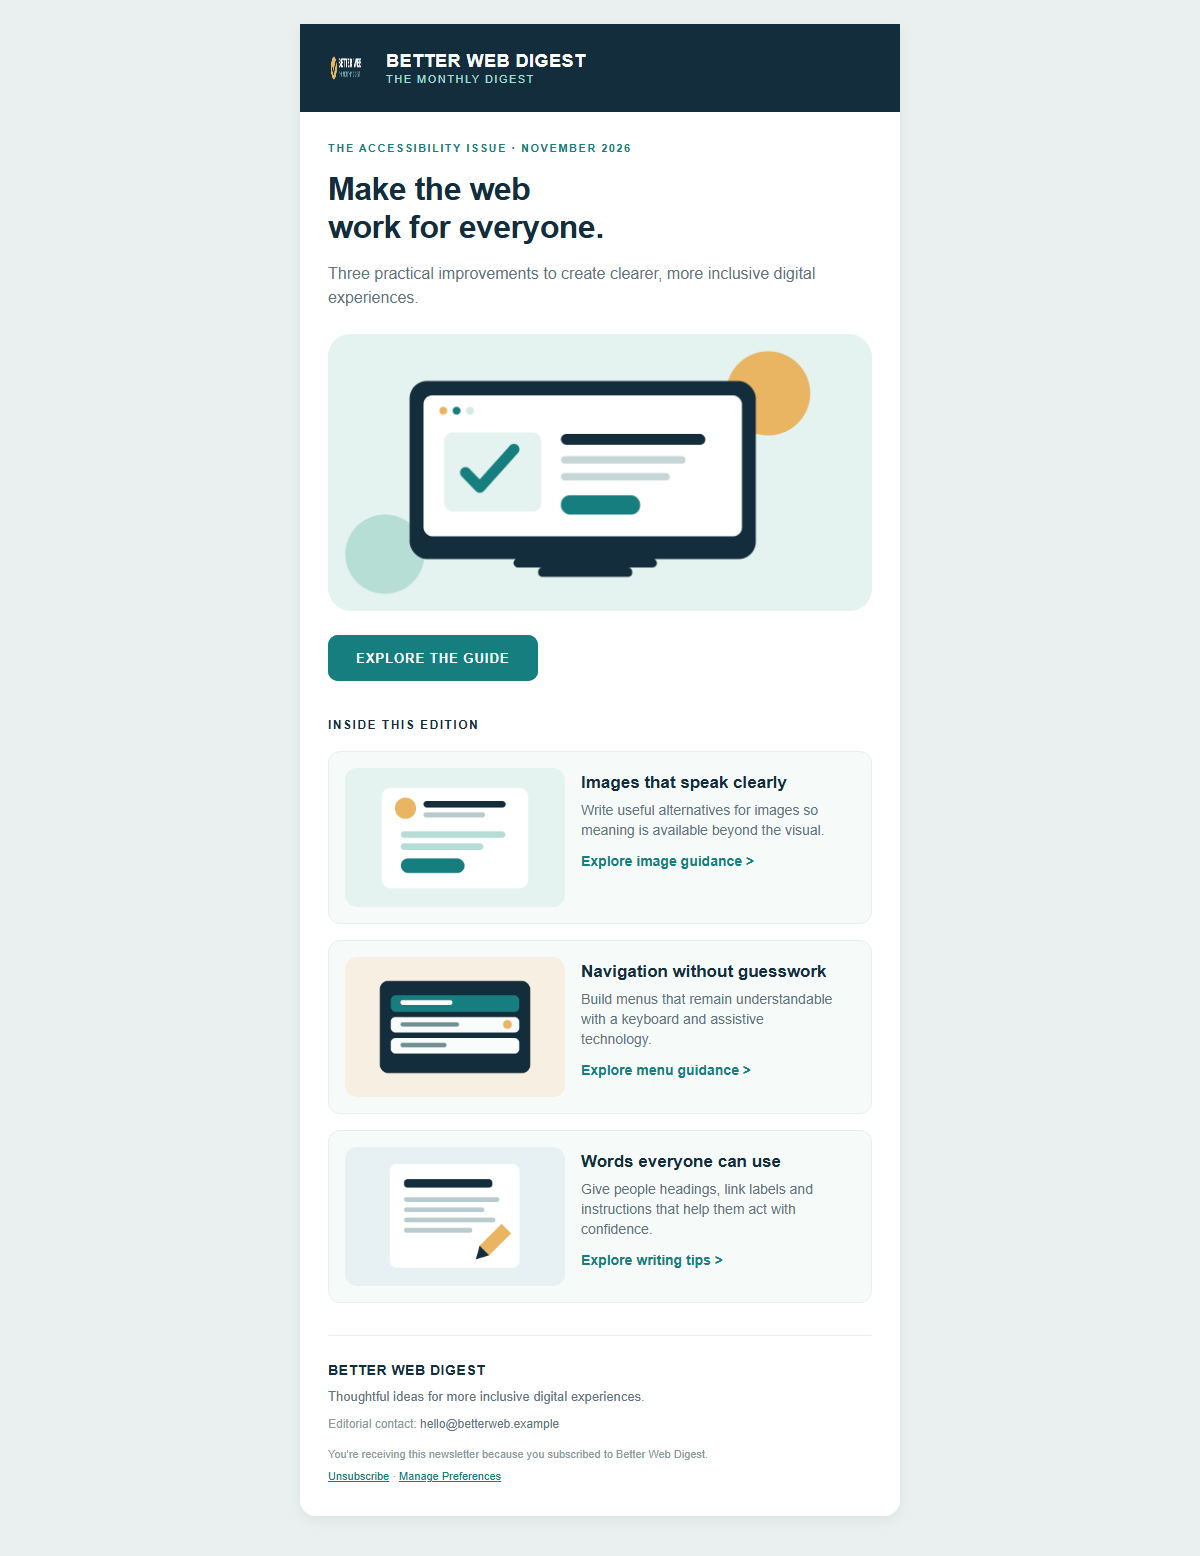 BETTER WEB
BETTER WEB DIGEST
THE MONTHLY DIGEST
THE ACCESSIBILITY ISSUE · NOVEMBER 2026
Make the web
work for everyone.
Three practical improvements to create clearer, more inclusive digital
experiences.
EXPLORE THE GUIDE
INSIDE THIS EDITION
Images that speak clearly
Write useful alternatives for images so
meaning is available beyond the visual.
Explore image guidance >
Navigation without guesswork
Build menus that remain understandable
with a keyboard and assistive
technology.
Explore menu guidance >
Words everyone can use
Give people headings, link labels and
instructions that help them act with
confidence.
Explore writing tips >
BETTER WEB DIGEST
Thoughtful ideas for more inclusive digital experiences.
Editorial contact: hello@betterweb.example
You're receiving this newsletter because you subscribed to Better Web Digest.
Unsubscribe · Manage Preferences